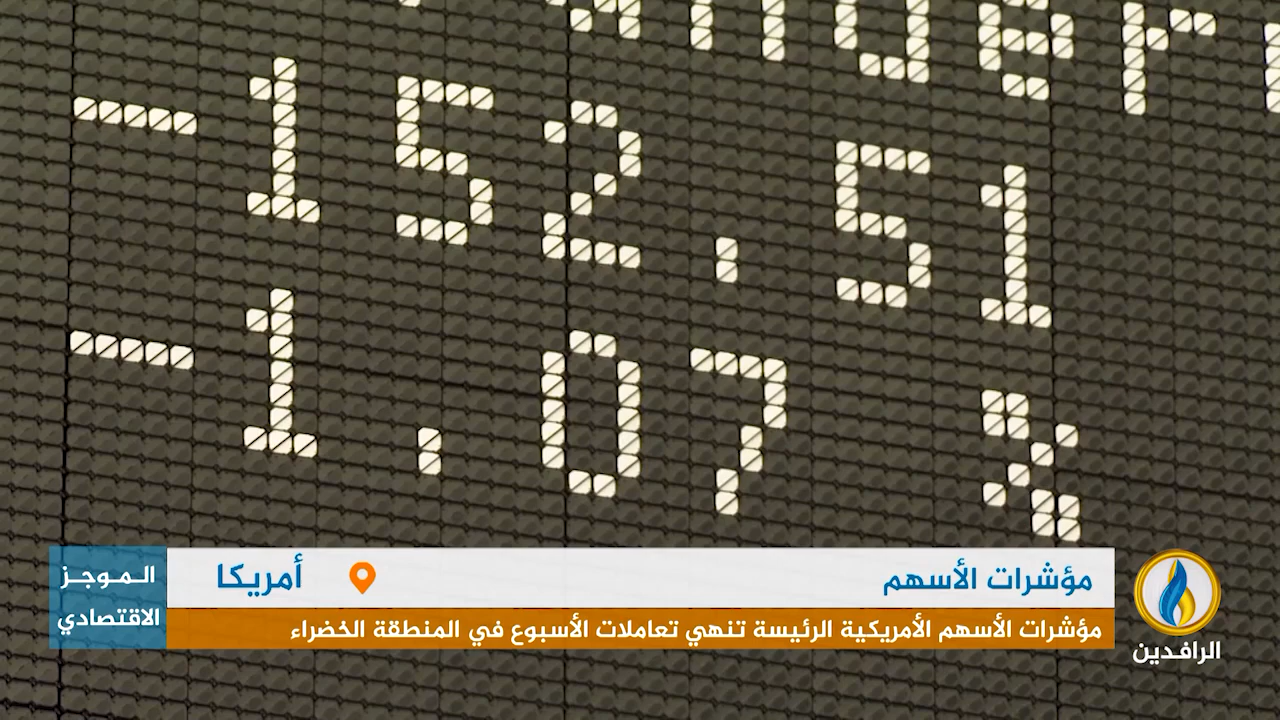 -152,51
-1,07%
مؤشرات الأسهم
أمريكا
مؤشرات الأسهم الأمريكية الرئيسة تنهي تعاملات الأسبوع في المنطقة الخضراء
الـمـوجـز
الاقتصادي
الرافدين